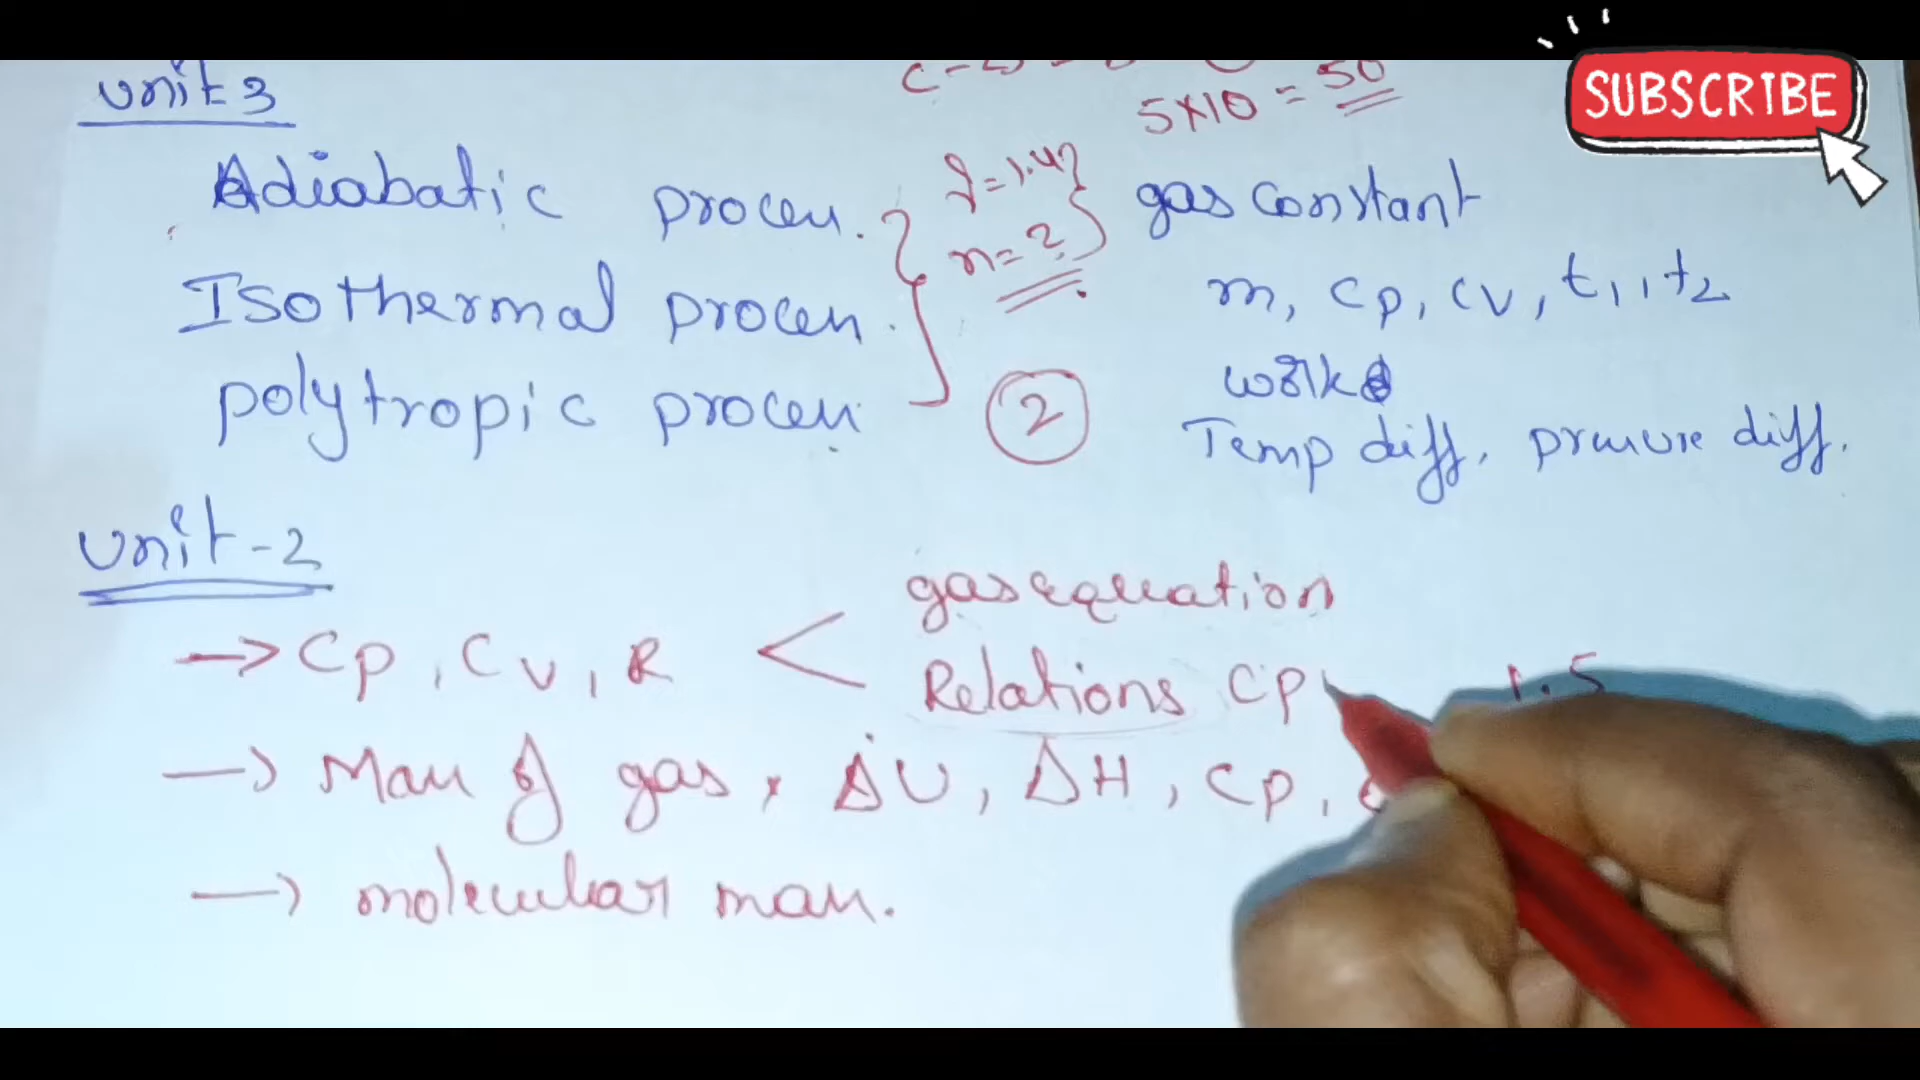 SUBSCRIBE
5×10 = 50
Unit 3
Adiabatic process.
γ=1.4
n=?
gas constant
Isothermal process.
m, Cp, Cv, t1, t2
polytropic process
2
work
Temp diff, pressure diff.
Unit-2
gas equation
→ Cp, Cv, R <
Relations Cp
1.5
→ Mass of gas, ΔU, ΔH, Cp,
→ molecular mass.